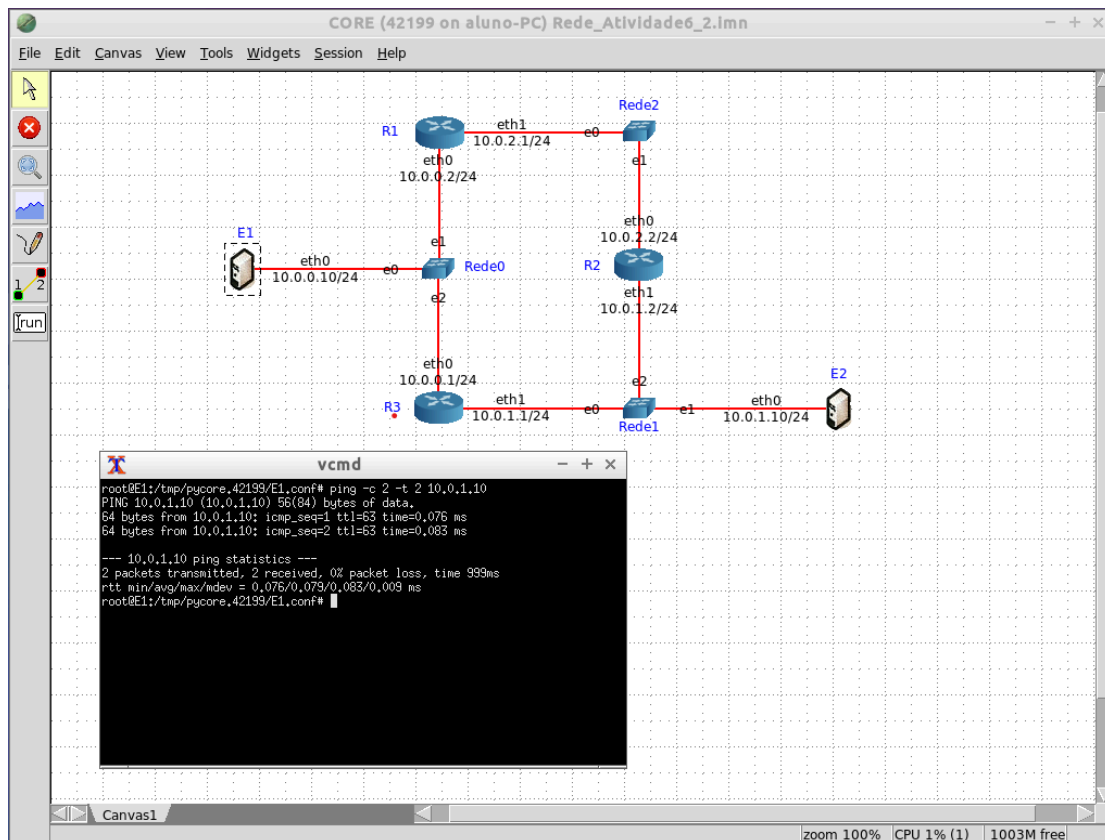 CORE (42199 on aluno-PC) Rede_Atividade6_2.imn
File Edit Canvas View Tools Widgets Session Help
Rede2
R1
eth1
10.0.2.1/24
e0
eth0
10.0.0.2/24
e1
E1
eth0
10.0.0.10/24
e0
e1
Rede0
e2
eth0
10.0.2.2/24
R2
eth1
10.0.1.2/24
eth0
10.0.0.1/24
R3
eth1
10.0.1.1/24
e0
e2
Rede1
e1
eth0
10.0.1.10/24
E2
1 2
run
vcmd
root@E1:/tmp/pycore.42199/E1.conf# ping -c 2 -t 2 10.0.1.10
PING 10.0.1.10 (10.0.1.10) 56(84) bytes of data.
64 bytes from 10.0.1.10: icmp_seq=1 ttl=63 time=0.076 ms
64 bytes from 10.0.1.10: icmp_seq=2 ttl=63 time=0.083 ms
--- 10.0.1.10 ping statistics ---
2 packets transmitted, 2 received, 0% packet loss, time 999ms
rtt min/avg/max/mdev = 0.076/0.079/0.083/0.009 ms
root@E1:/tmp/pycore.42199/E1.conf#
Canvas1
zoom 100% CPU 1% (1) 1003M free